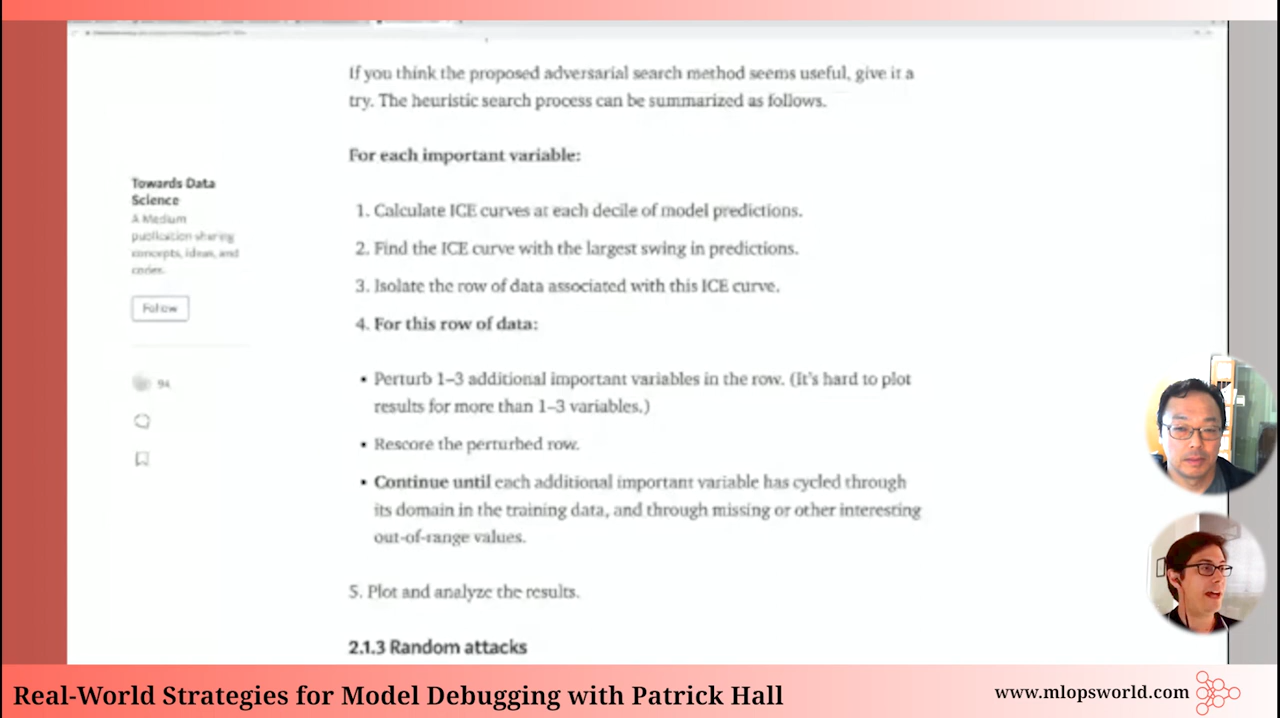 If you think the proposed adversarial search method seems useful, give it a
try. The heuristic search process can be summarized as follows.
For each important variable:
Towards Data
Science
A Medium
publication sharing
concepts, ideas, and
codes.
Follow
94
1. Calculate ICE curves at each decile of model predictions.
2. Find the ICE curve with the largest swing in predictions.
3. Isolate the row of data associated with this ICE curve.
4. For this row of data:
• Perturb 1–3 additional important variables in the row. (It's hard to plot
results for more than 1–3 variables.)
• Rescore the perturbed row.
• Continue until each additional important variable has cycled through
its domain in the training data, and through missing or other interesting
out-of-range values.
5. Plot and analyze the results.
2.1.3 Random attacks
Real-World Strategies for Model Debugging with Patrick Hall
www.mlopsworld.com